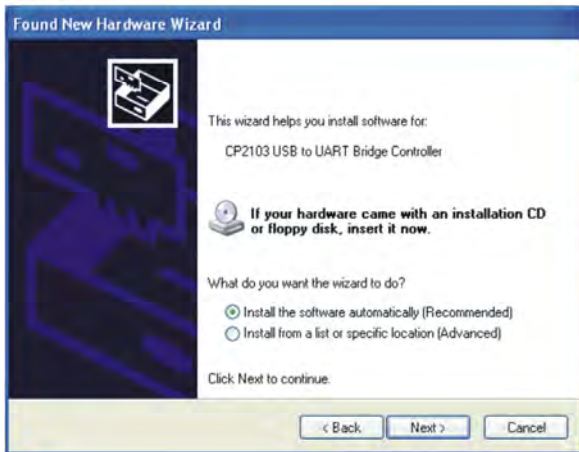 Found New Hardware Wizard
This wizard helps you install software for:
CP2103 USB to UART Bridge Controller
If your hardware came with an installation CD
or floppy disk, insert it now.
What do you want the wizard to do?
Install the software automatically (Recommended)
Install from a list or specific location (Advanced)
Click Next to continue.
< Back
Next >
Cancel